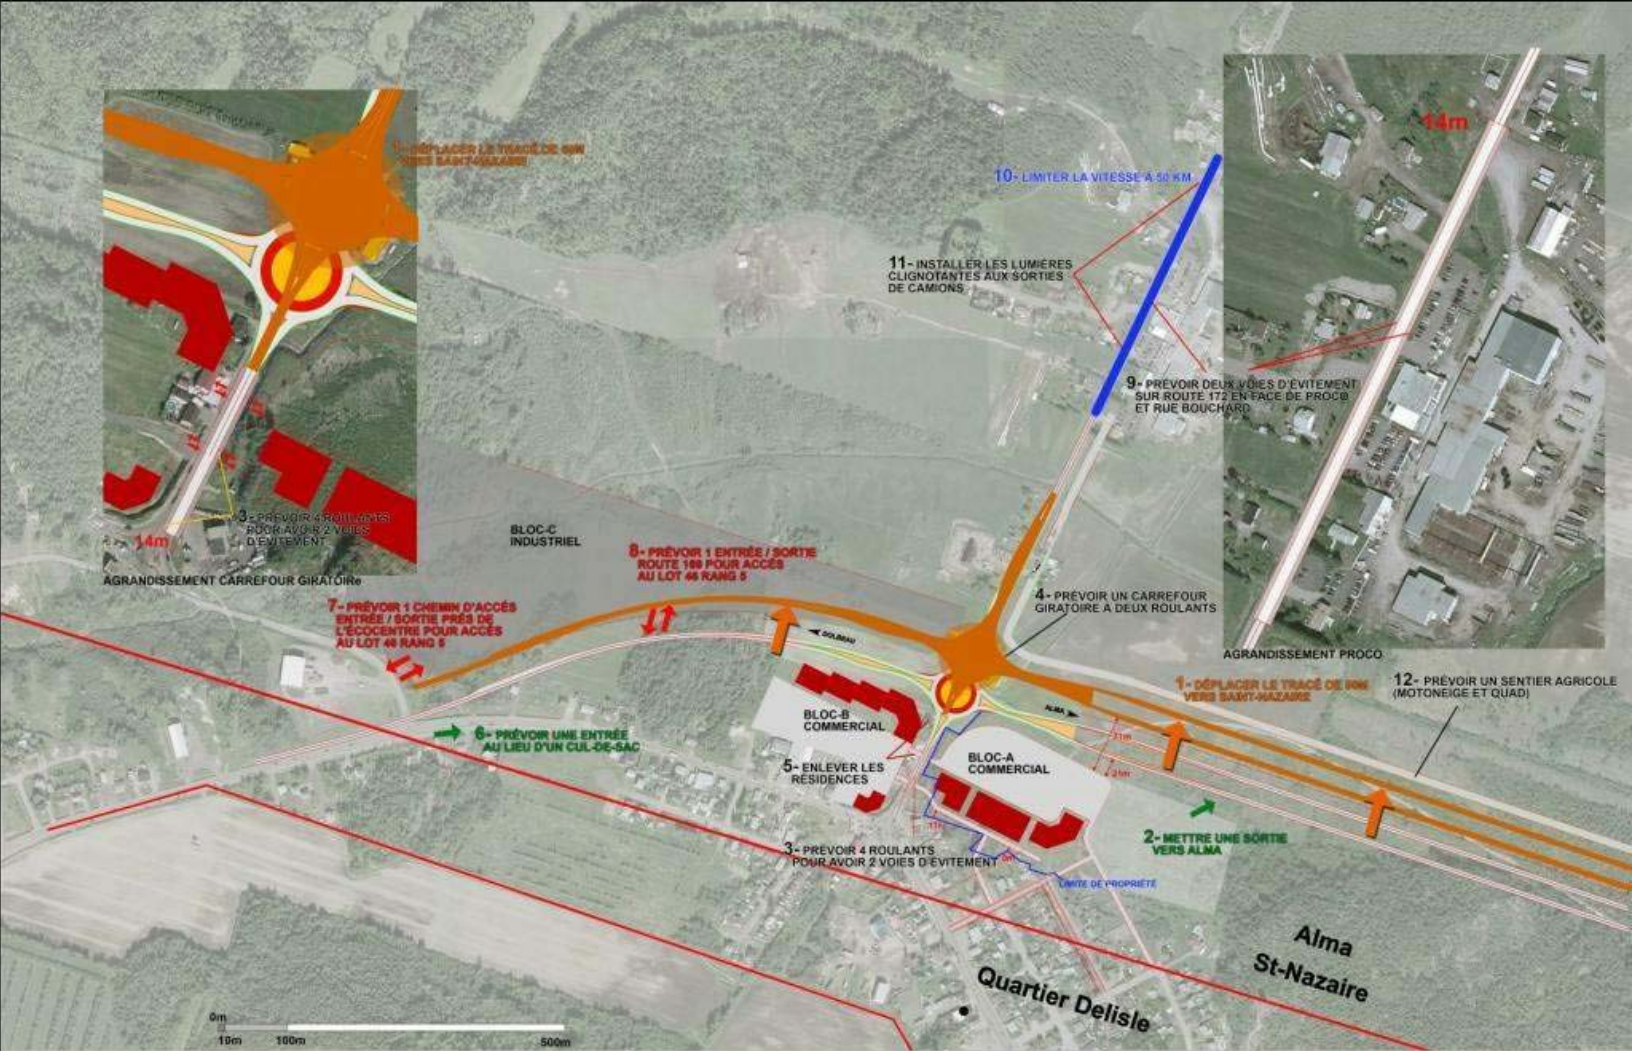 1- DÉPLACER LE TRACÉ DE
VERS SAINT-NAZAIRE
14m
10- LIMITER LA VITESSE À 50 KM
11- INSTALLER LES LUMIÈRES
CLIGNOTANTES AUX SORTIES
DE CAMIONS
9- PRÉVOIR DEUX VOIES D'ÉVITEMENT
SUR ROUTE 172 EN FACE DE PROCO
ET RUE BOUCHARD
3- PRÉVOIR 4 ROULANTS
POUR AVOIR 2 VOIES
D'ÉVITEMENT
14m
AGRANDISSEMENT CARREFOUR GIRATOIRe
BLOC-C
INDUSTRIEL
8- PRÉVOIR 1 ENTRÉE / SORTIE
ROUTE 169 POUR ACCÈS
AU LOT 46 RANG 5
7- PRÉVOIR 1 CHEMIN D'ACCÈS
ENTRÉE / SORTIE PRÈS DE
L'ÉCOCENTRE POUR ACCÈS
AU LOT 46 RANG 5
4- PRÉVOIR UN CARREFOUR
GIRATOIRE À DEUX ROULANTS
DOLBEAU
AGRANDISSEMENT PROCO
1- DÉPLACER LE TRACÉ DE
VERS SAINT-NAZAIRE
12- PRÉVOIR UN SENTIER AGRICOLE
(MOTONEIGE ET QUAD)
ALMA
BLOC-B
COMMERCIAL
6- PRÉVOIR UNE ENTRÉE
AU LIEU D'UN CUL-DE-SAC
BLOC-A
COMMERCIAL
5- ENLEVER LES
RÉSIDENCES
21m
2- METTRE UNE SORTIE
VERS ALMA
3- PRÉVOIR 4 ROULANTS
POUR AVOIR 2 VOIES D'ÉVITEMENT
LIMITE DE PROPRIÉTÉ
Alma
St-Nazaire
Quartier Delisle
0m
10m 100m 500m